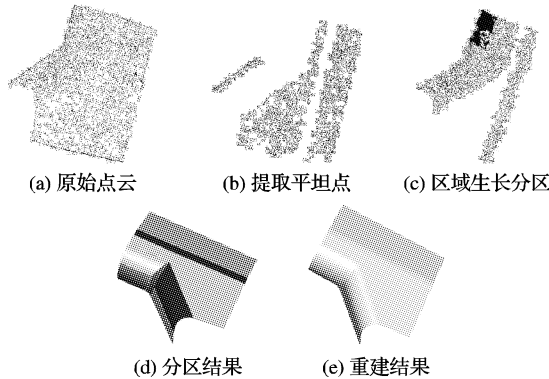 (a) 原始点云
(b) 提取平坦点
(c) 区域生长分区
(d) 分区结果
(e) 重建结果